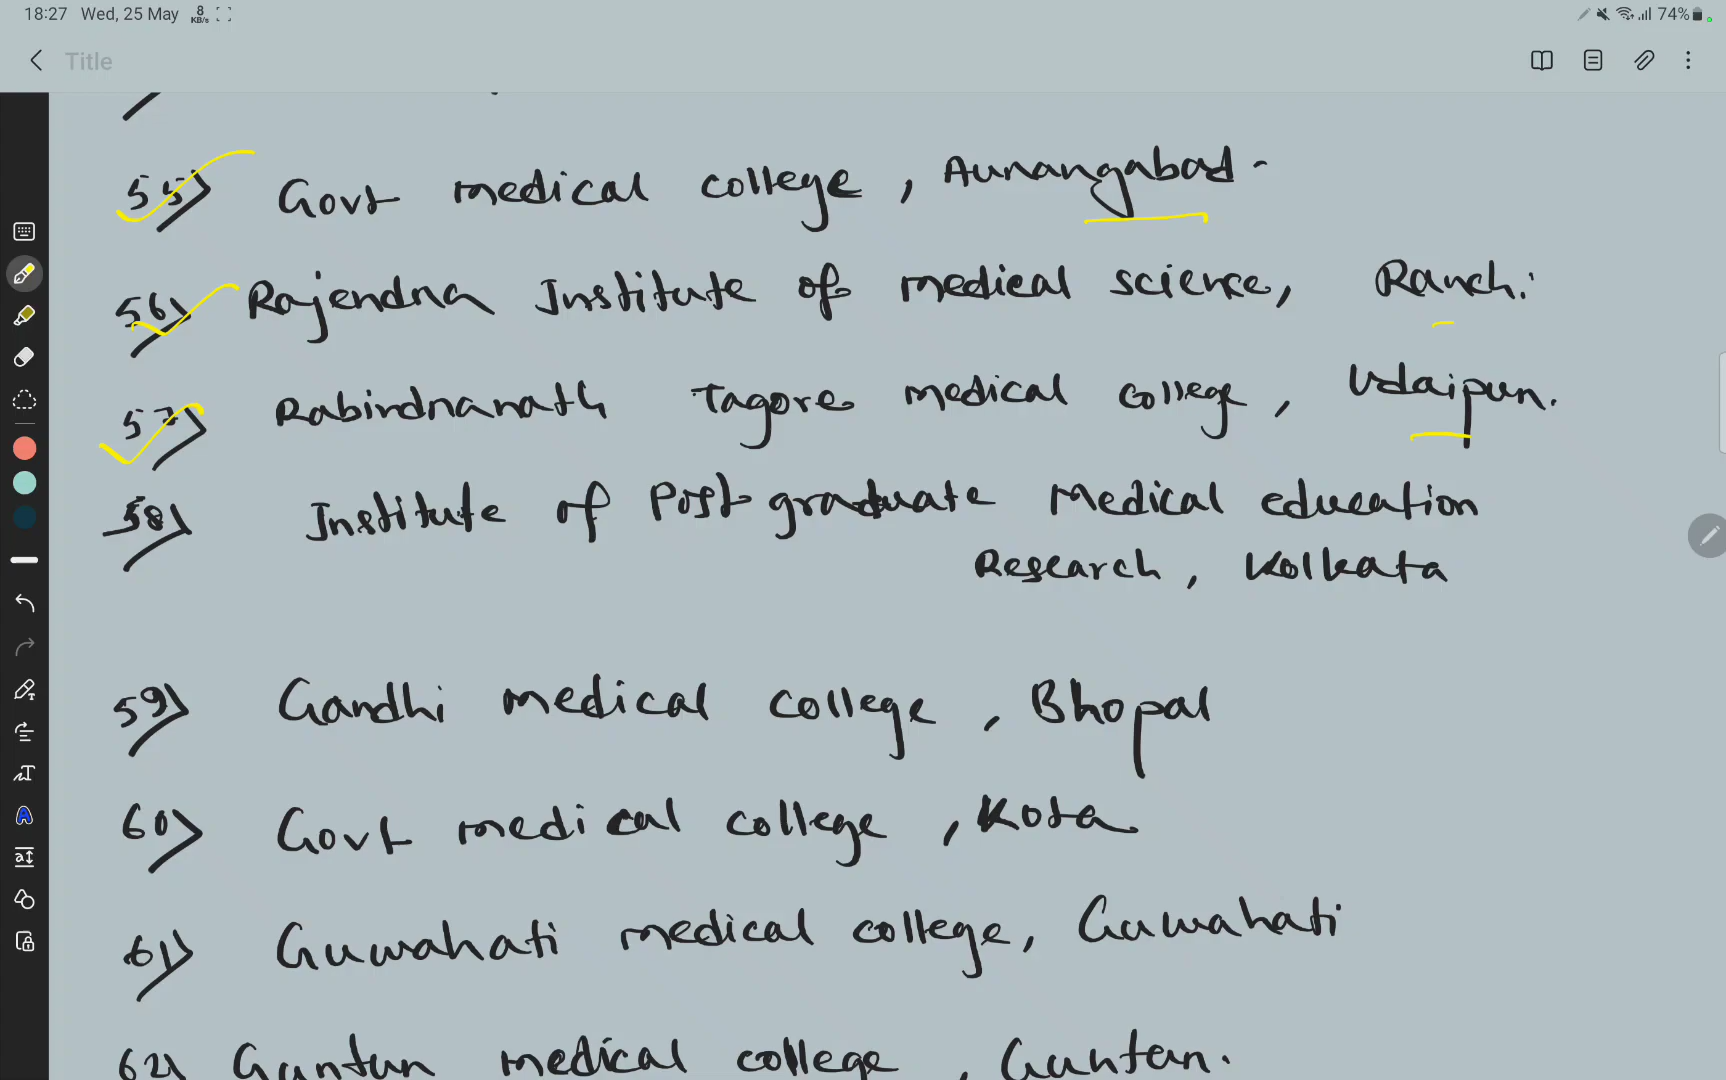 18:27 Wed, 25 May 8 KB/s 74%
Title
55) Govt medical college, Aurangabad.
56) Rajendra Institute of medical science, Ranchi
57) Rabindranath Tagore medical college, Udaipur.
58) Institute of Post graduate Medical education
Research, Kolkata
59) Gandhi medical college, Bhopal
60) Govt medical college, Kota
61) Guwahati medical college, Guwahati
62) Guntur medical college, Guntur.